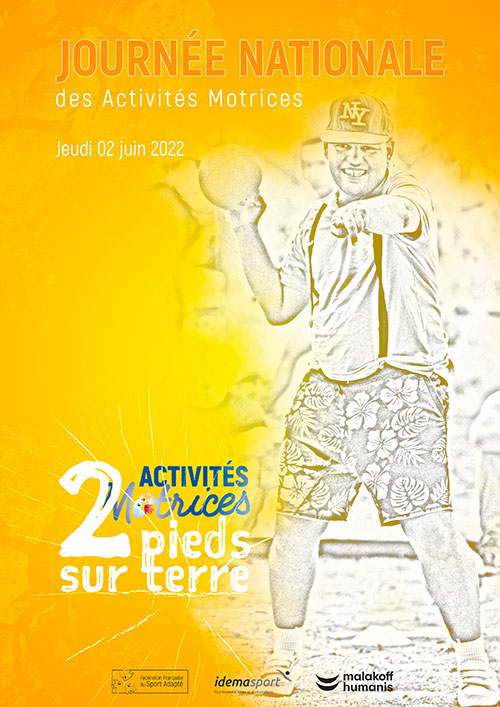 JOURNÉE NATIONALE
des Activités Motrices
Jeudi 02 juin 2022
NY
ACTIVITÉS
Motrices
2 pieds
sur terre
Fédération Française
du Sport Adapté
idemasport
malakoff
humanis